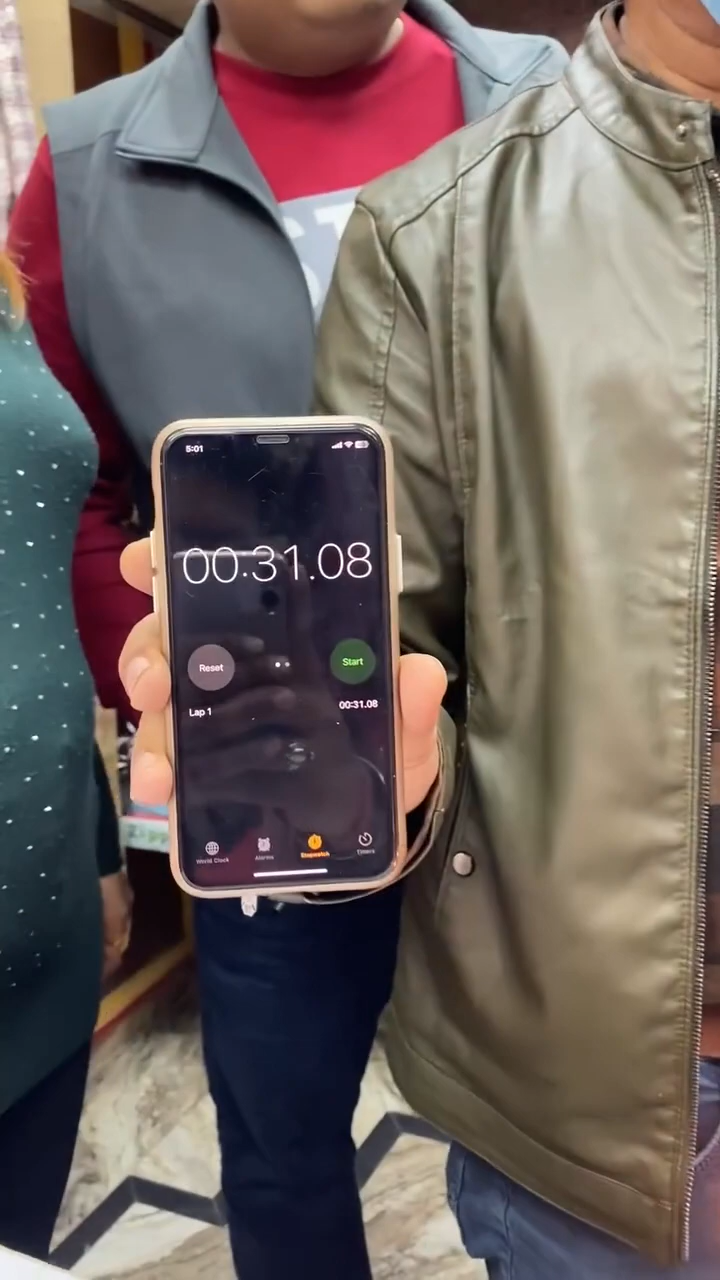 5:01
00:31.08
Reset
Start
Lap 1
00:31.08
World Clock
Alarms
Stopwatch
Timers